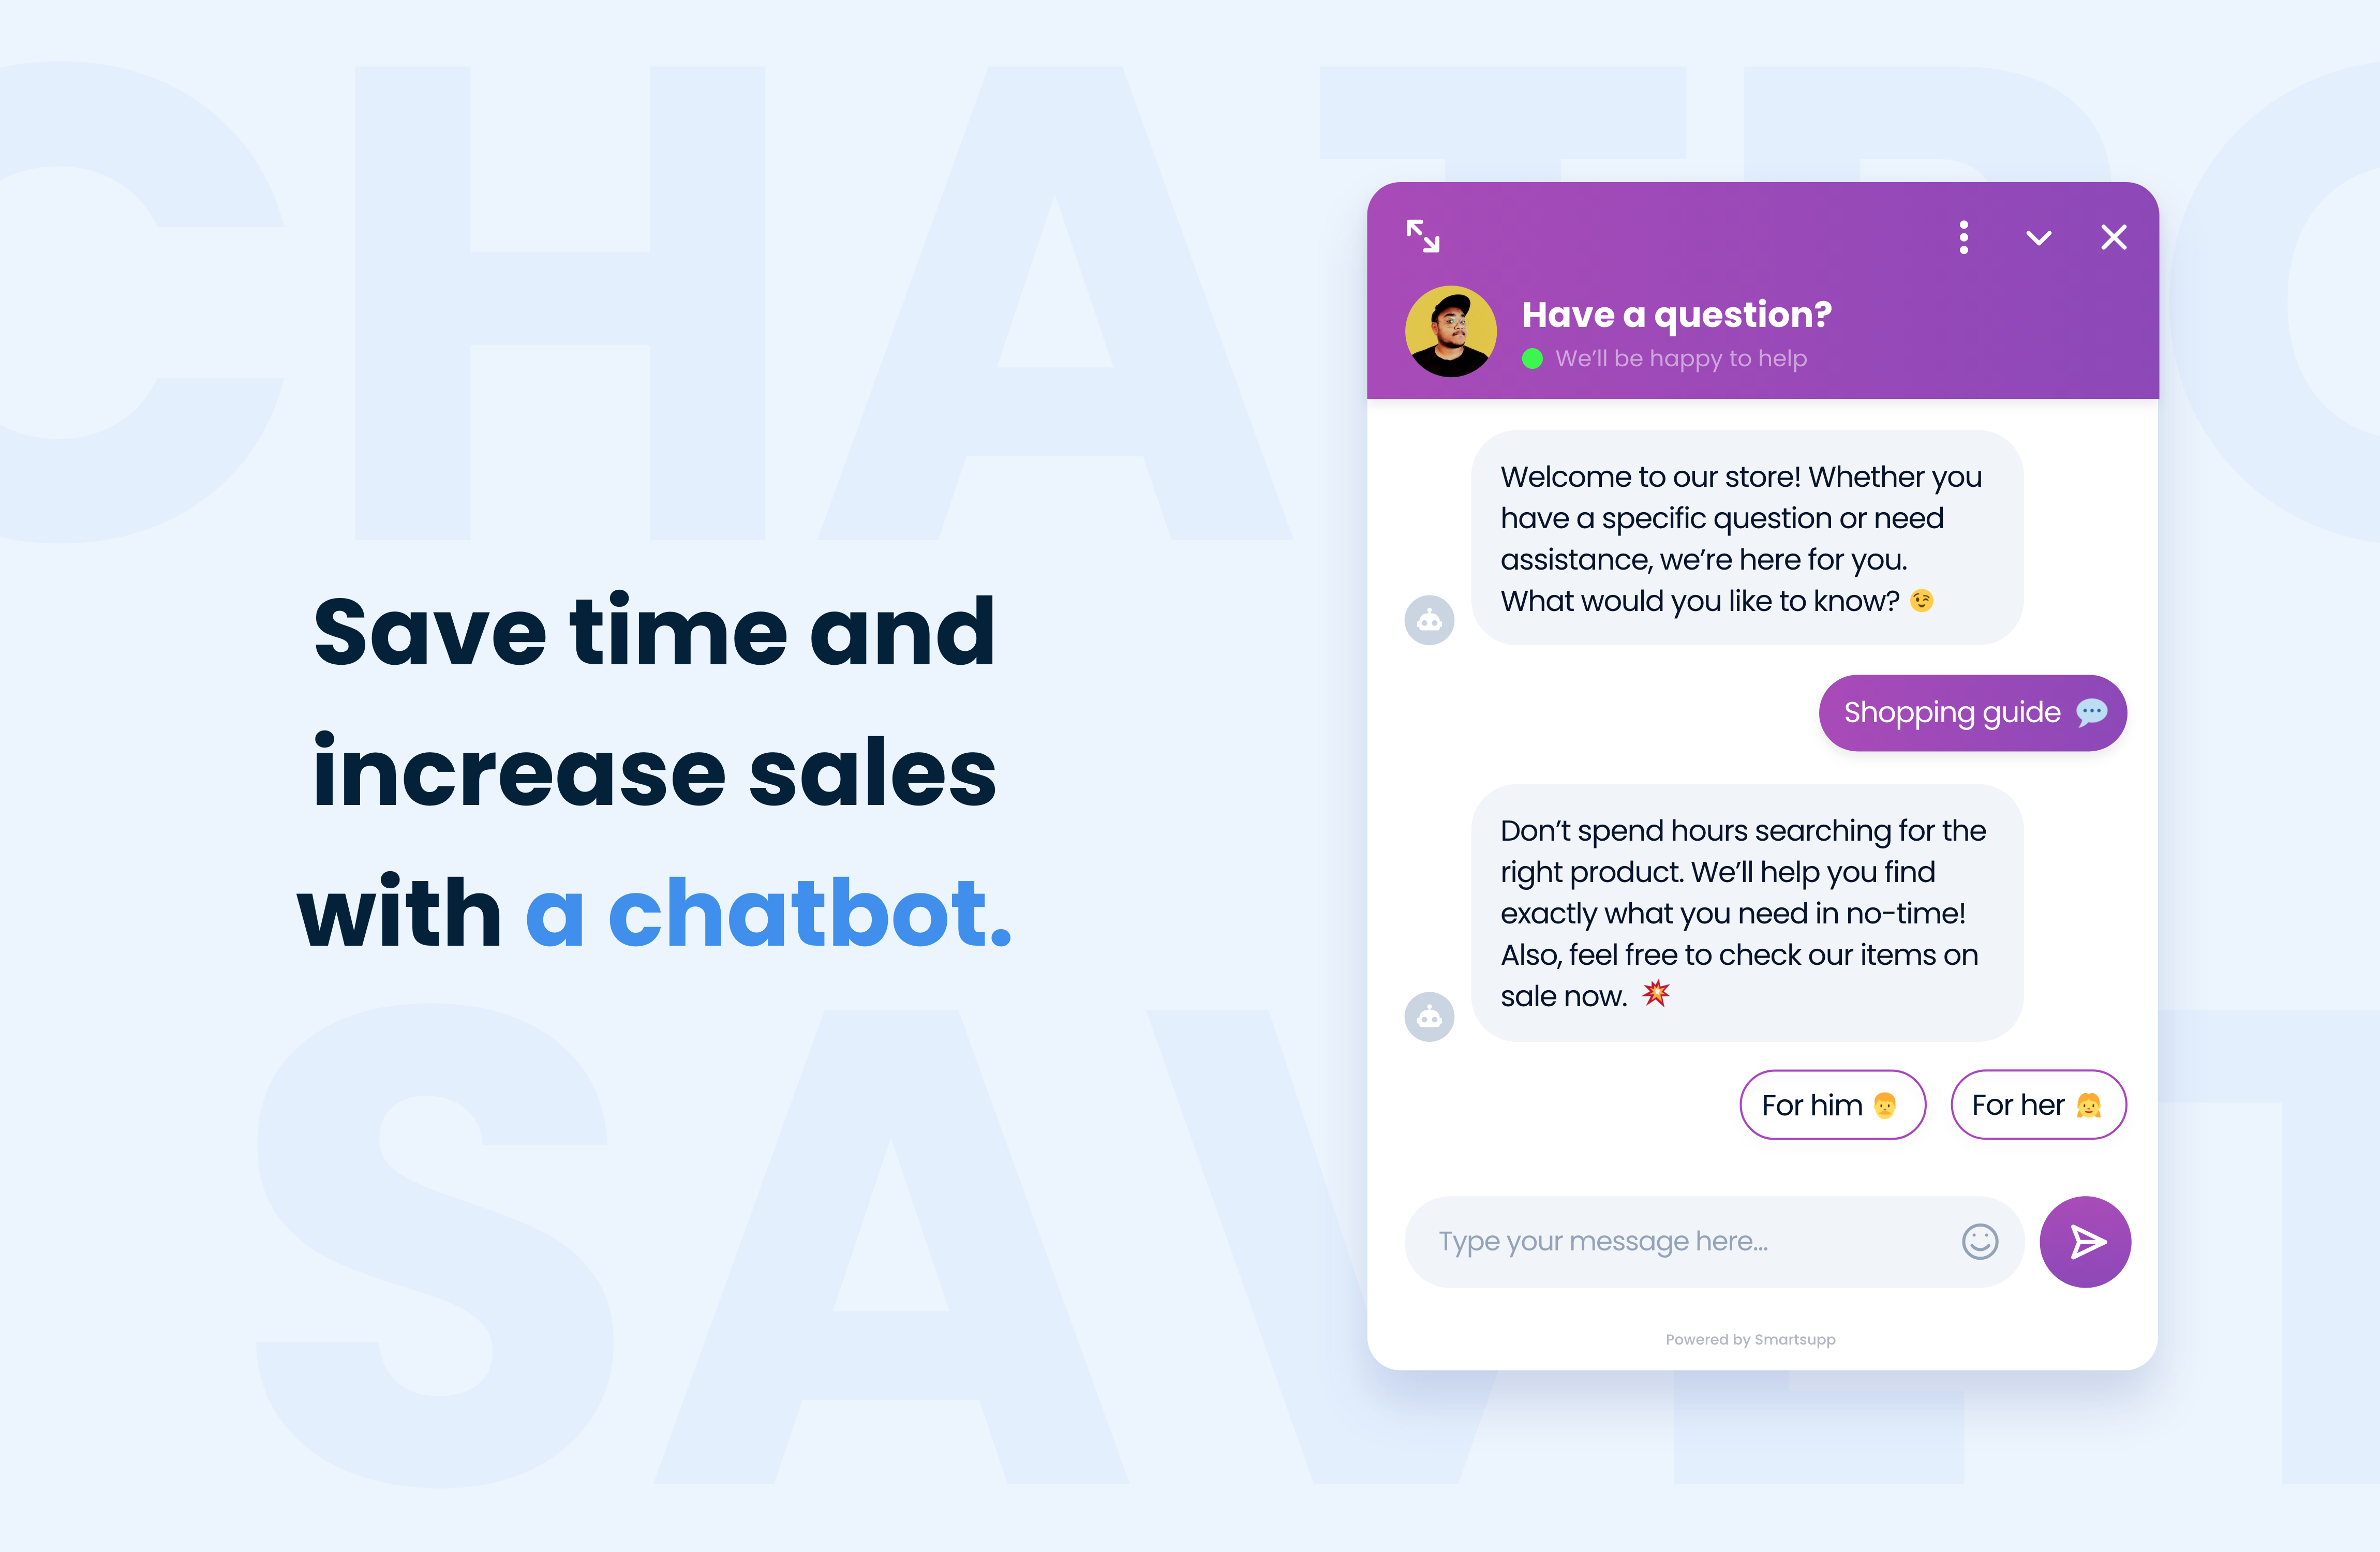 CHATBO
Save time and
increase sales
with a chatbot.
SAVE T
Have a question?
We’ll be happy to help
Welcome to our store! Whether you
have a specific question or need
assistance, we’re here for you.
What would you like to know? 😉
Shopping guide 💬
Don’t spend hours searching for the
right product. We’ll help you find
exactly what you need in no-time!
Also, feel free to check our items on
sale now. 💥
For him 👨
For her 👧
Type your message here...
Powered by Smartsupp